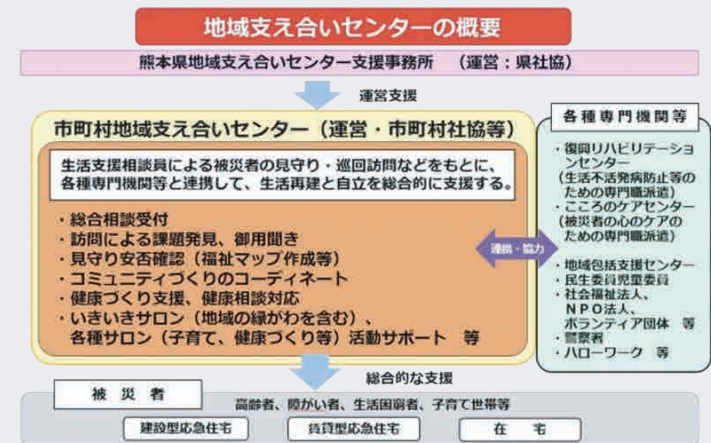 地域支え合いセンターの概要
熊本県地域支え合いセンター支援事務所　（運営：県社協）
運営支援
市町村地域支え合いセンター（運営・市町村社協等）
生活支援相談員による被災者の見守り・巡回訪問などをもとに、
各種専門機関等と連携して、生活再建と自立を総合的に支援する。
・総合相談受付
・訪問による課題発見、御用聞き
・見守り安否確認（福祉マップ作成等）
・コミュニティづくりのコーディネート
・健康づくり支援、健康相談対応
・いきいきサロン（地域の縁がわを含む）、
各種サロン（子育て、健康づくり等）活動サポート　等
連携・協力
各種専門機関等
・復興リハビリテーショ
ンセンター
（生活不活発病防止等の
ための専門職派遣）
・こころのケアセンター
（被災者の心のケアの
ための専門職派遣）
・地域包括支援センター
・民生委員児童委員
・社会福祉法人、
ＮＰＯ法人、
ボランティア団体　等
・警察署
・ハローワーク　等
総合的な支援
被災者
高齢者、障がい者、生活困窮者、子育て世帯等
建設型応急住宅
賃貸型応急住宅
在宅